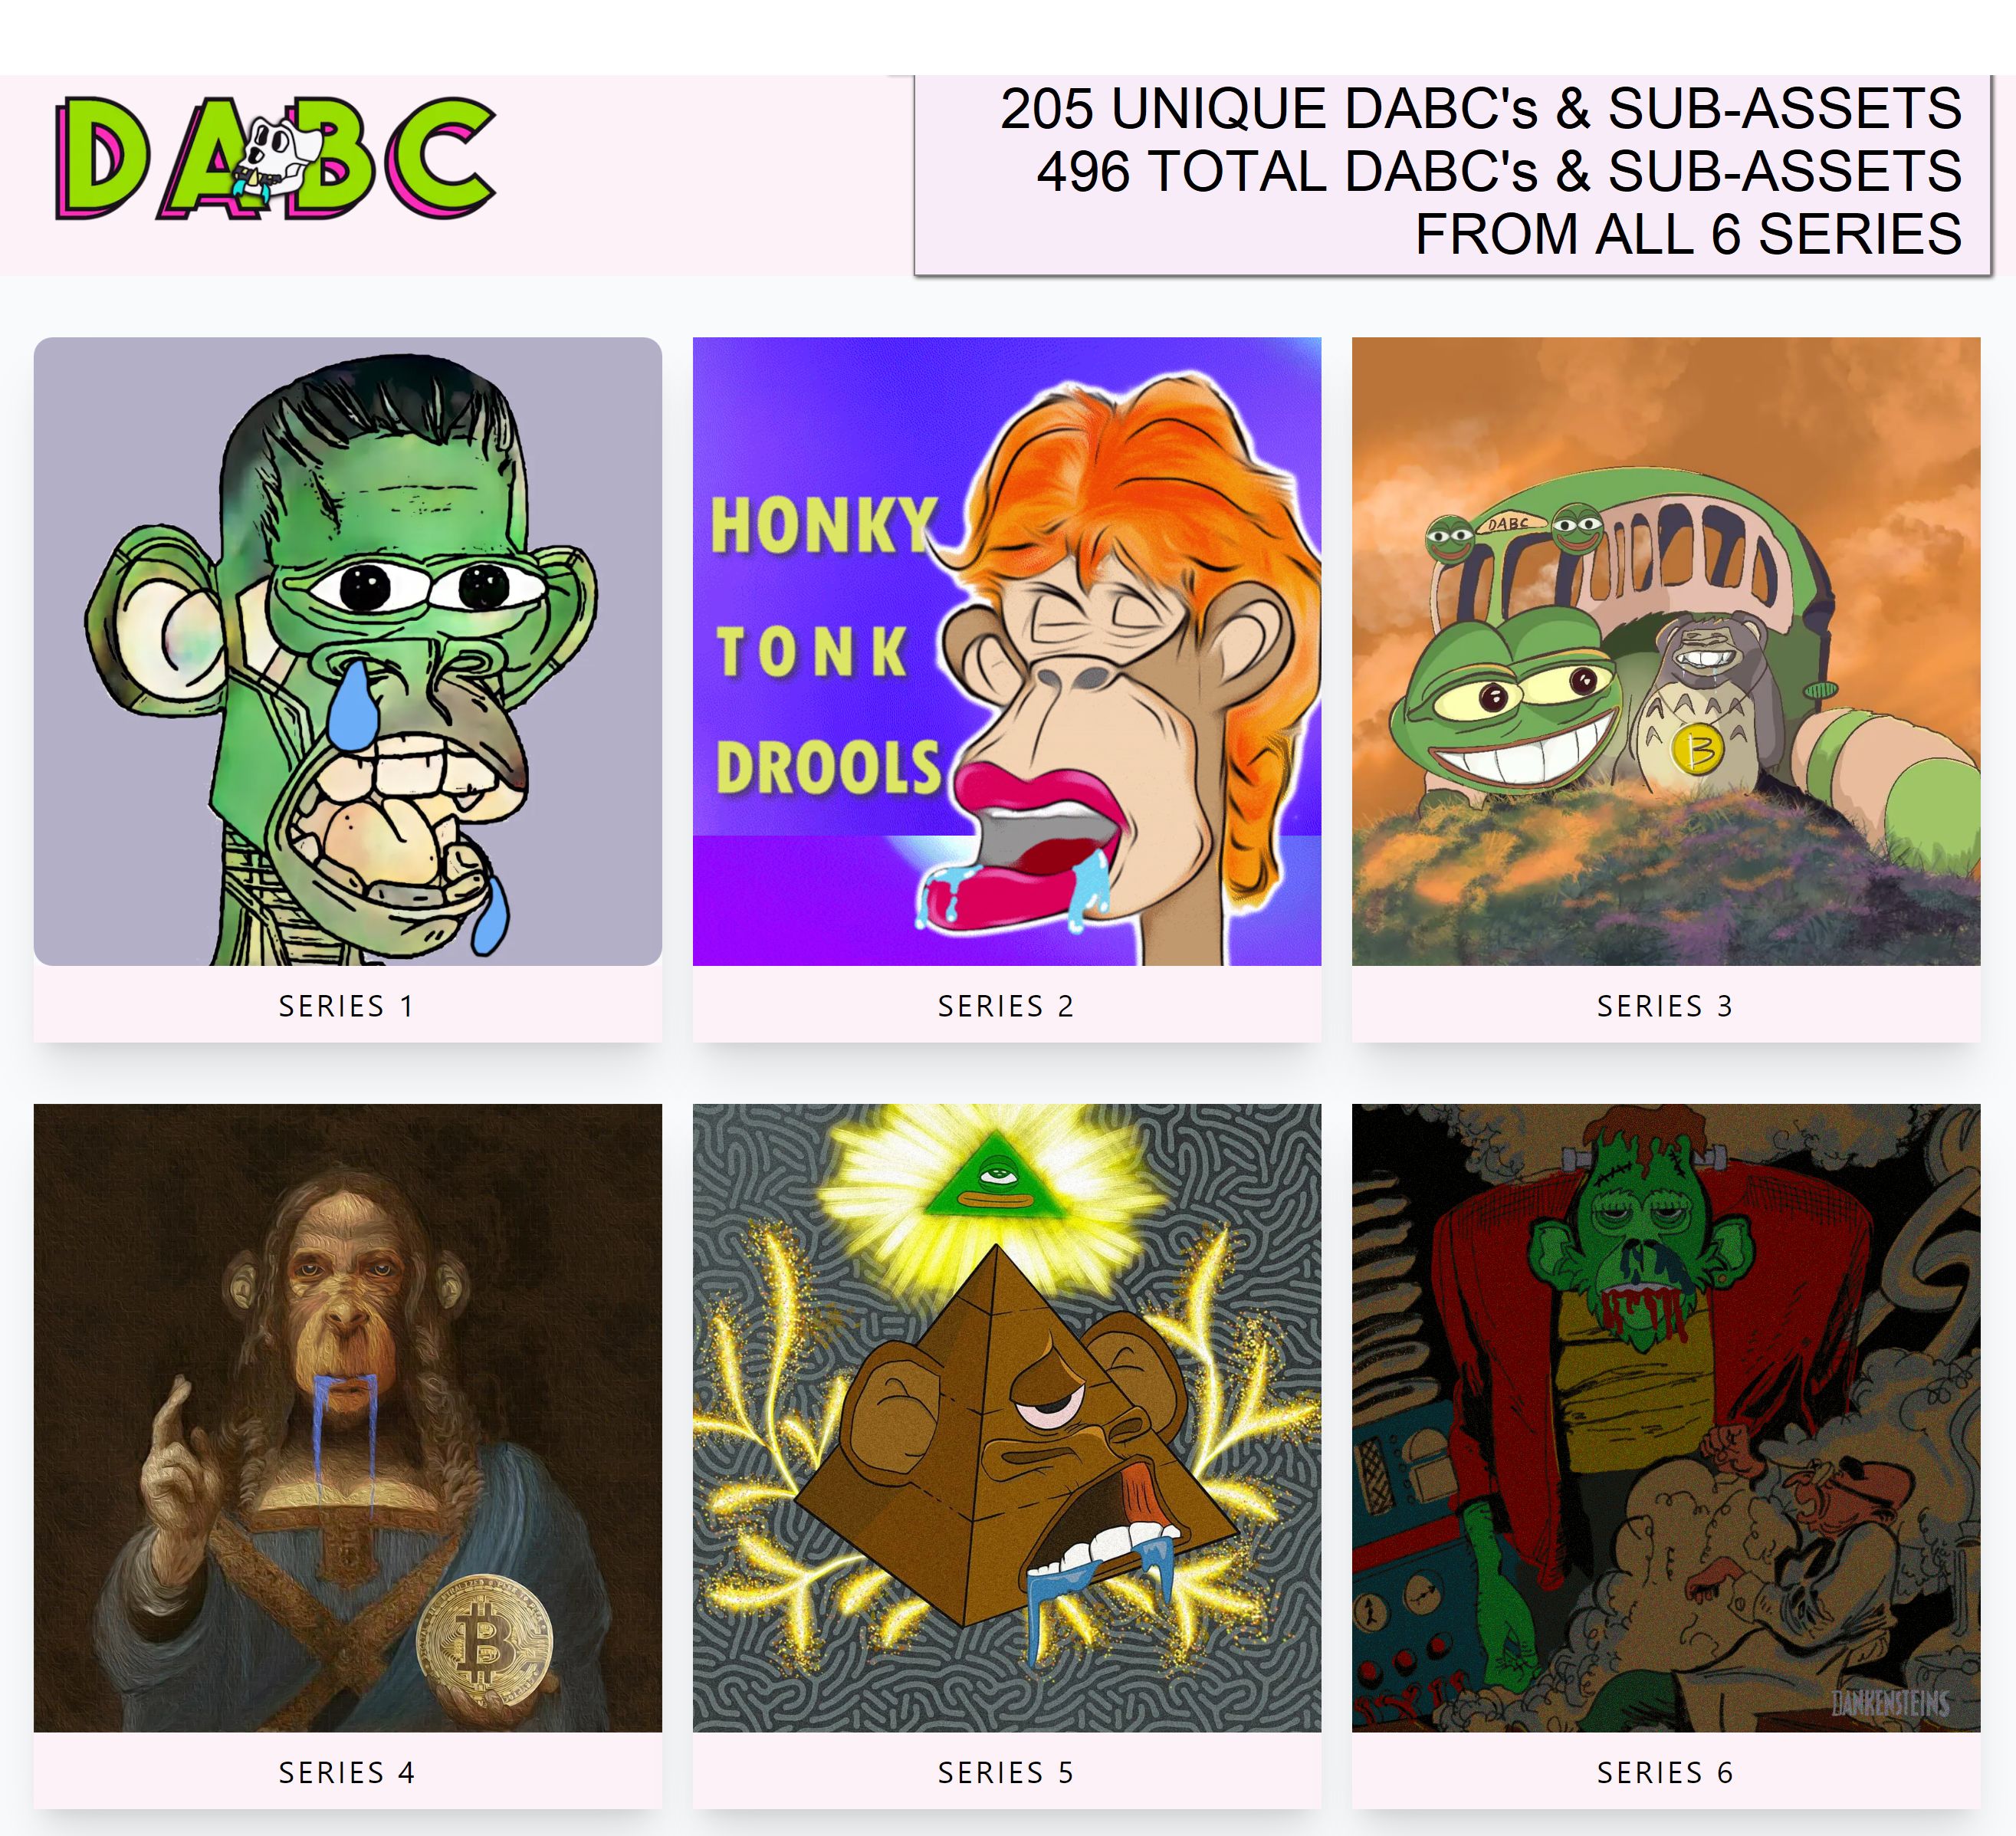 DABC
205 UNIQUE DABC's & SUB-ASSETS
496 TOTAL DABC's & SUB-ASSETS
FROM ALL 6 SERIES
HONKY
TONK
DROOLS
DABC
B
SERIES 1
SERIES 2
SERIES 3
B
DANKENSTEINS
SERIES 4
SERIES 5
SERIES 6